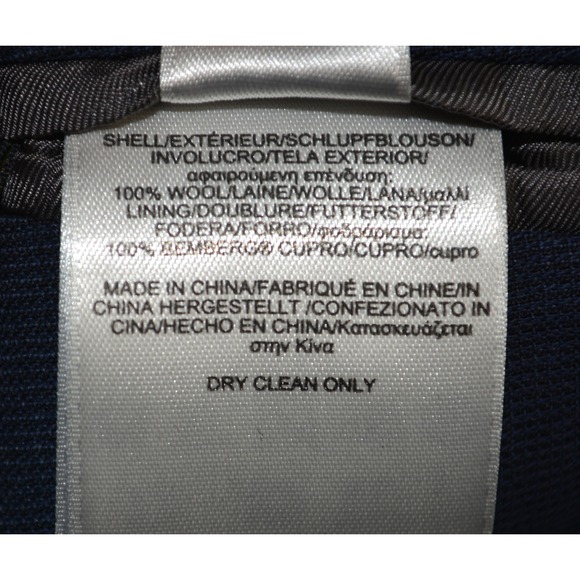 SHELL/EXTÉRIEUR/SCHLUPFBLOUSON/
INVOLUCRO/TELA EXTERIOR/
αφαιρούμενη επένδυση:
100% WOOL/LAINE/WOLLE/LANA/μαλλί
LINING/DOUBLURE/FUTTERSTOFF/
FODERA/FORRO/φοδράρισμα:
100% BEMBERG® CUPRO/CUPRO/cupro
MADE IN CHINA/FABRIQUÉ EN CHINE/IN
CHINA HERGESTELLT /CONFEZIONATO IN
CINA/HECHO EN CHINA/Κατασκευάζεται
στην Κίνα
DRY CLEAN ONLY